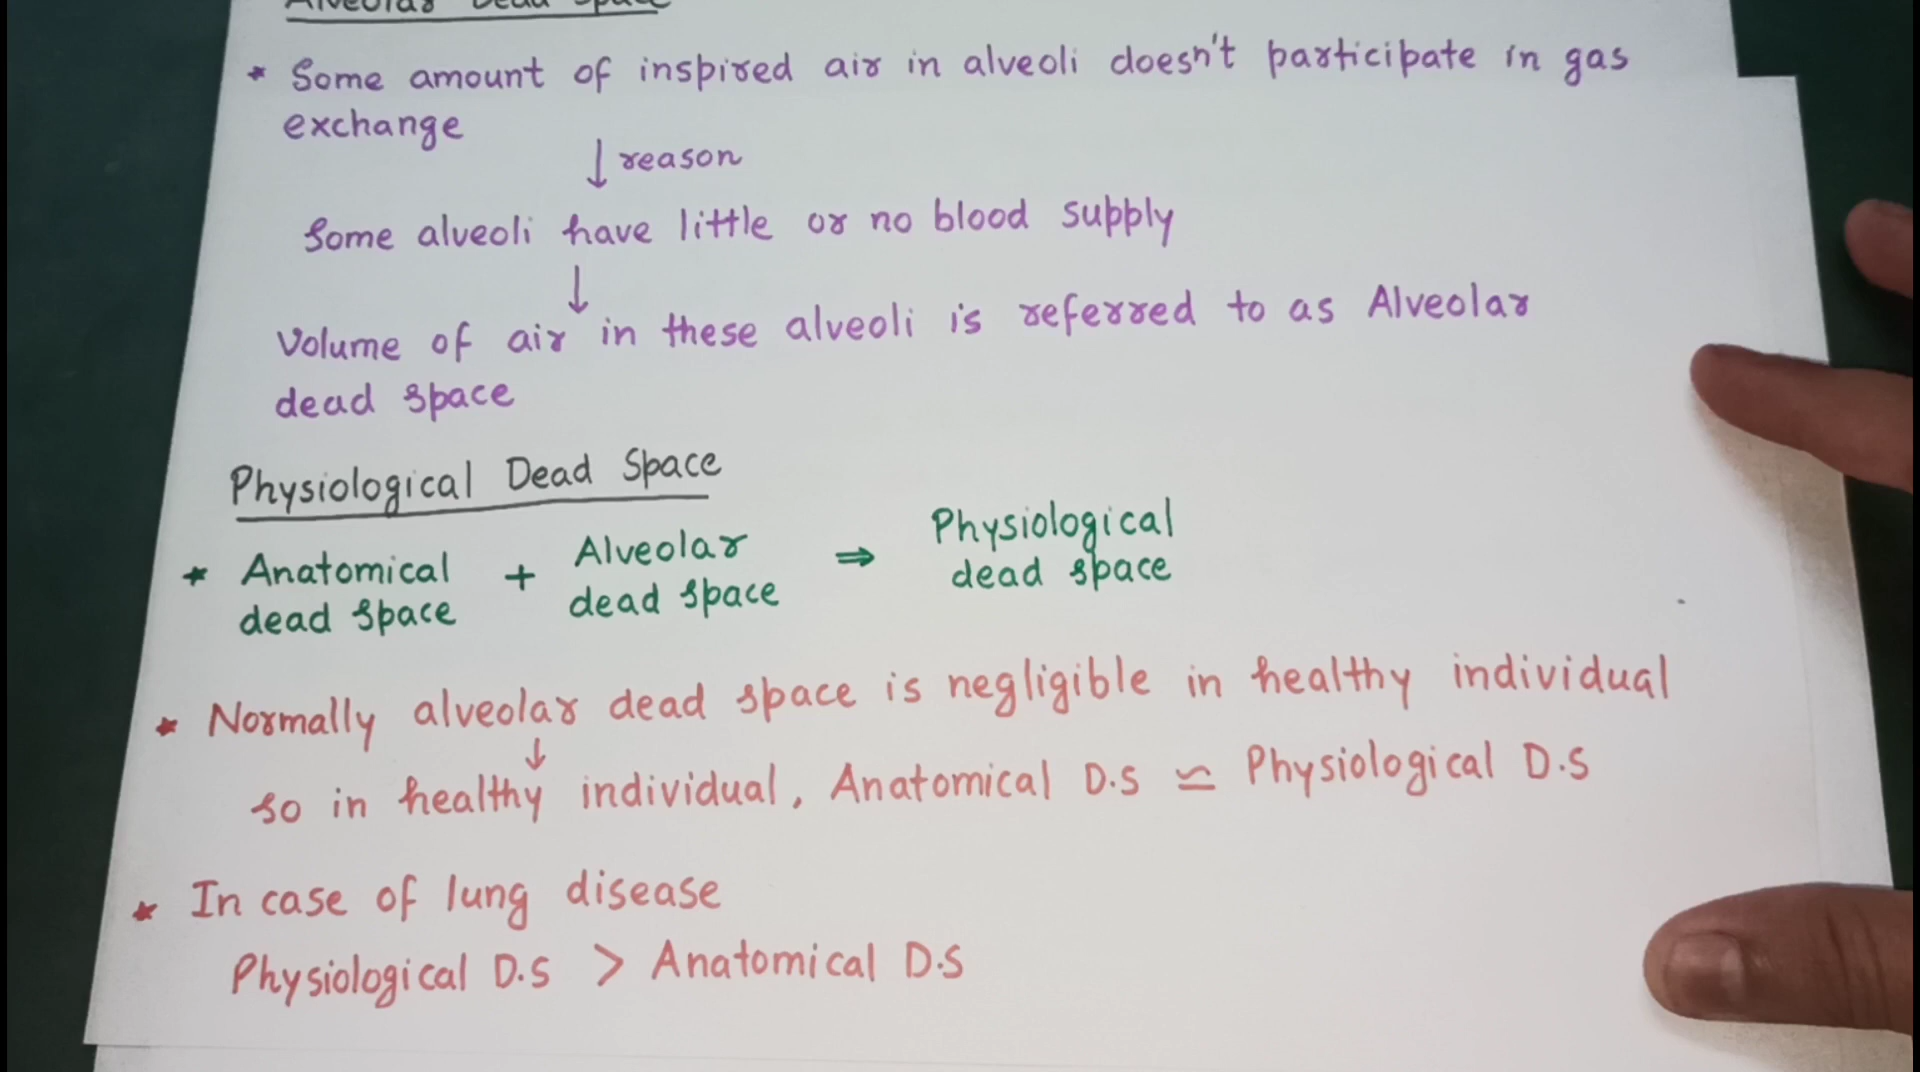 Alveolar Dead Space
* Some amount of inspired air in alveoli doesn't participate in gas
exchange
↓ reason
Some alveoli have little or no blood supply
↓
Volume of air in these alveoli is referred to as Alveolar
dead space
Physiological Dead Space
* Anatomical dead space + Alveolar dead space ⇒ Physiological dead space
* Normally alveolar dead space is negligible in healthy individual
↓
so in healthy individual, Anatomical D.S ≃ Physiological D.S
* In case of lung disease
Physiological D.S > Anatomical D.S